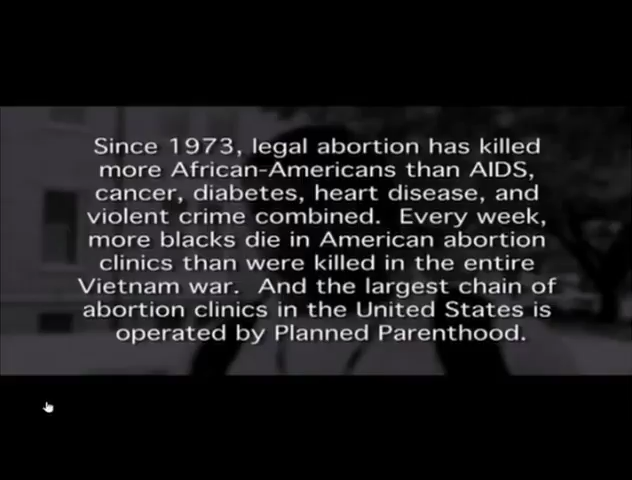 Since 1973, legal abortion has killed
more African-Americans than AIDS,
cancer, diabetes, heart disease, and
violent crime combined.  Every week,
more blacks die in American abortion
clinics than were killed in the entire
Vietnam war.  And the largest chain of
abortion clinics in the United States is
operated by Planned Parenthood.